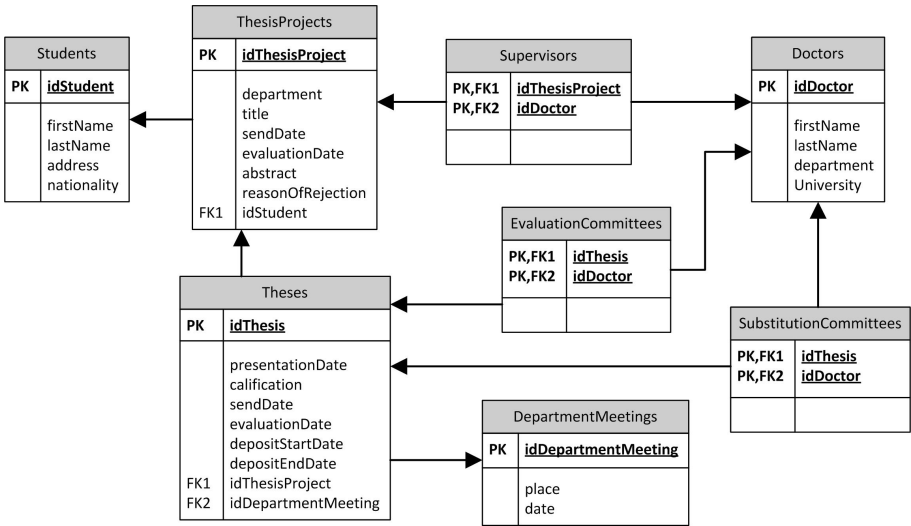 ThesisProjects
PK idThesisProject
department
title
sendDate
evaluationDate
abstract
reasonOfRejection
FK1 idStudent
Students
PK idStudent
firstName
lastName
address
nationality
Supervisors
PK,FK1 idThesisProject
PK,FK2 idDoctor
Doctors
PK idDoctor
firstName
lastName
department
University
EvaluationCommittees
PK,FK1 idThesis
PK,FK2 idDoctor
Theses
PK idThesis
presentationDate
calification
sendDate
evaluationDate
depositStartDate
depositEndDate
FK1 idThesisProject
FK2 idDepartmentMeeting
SubstitutionCommittees
PK,FK1 idThesis
PK,FK2 idDoctor
DepartmentMeetings
PK idDepartmentMeeting
place
date